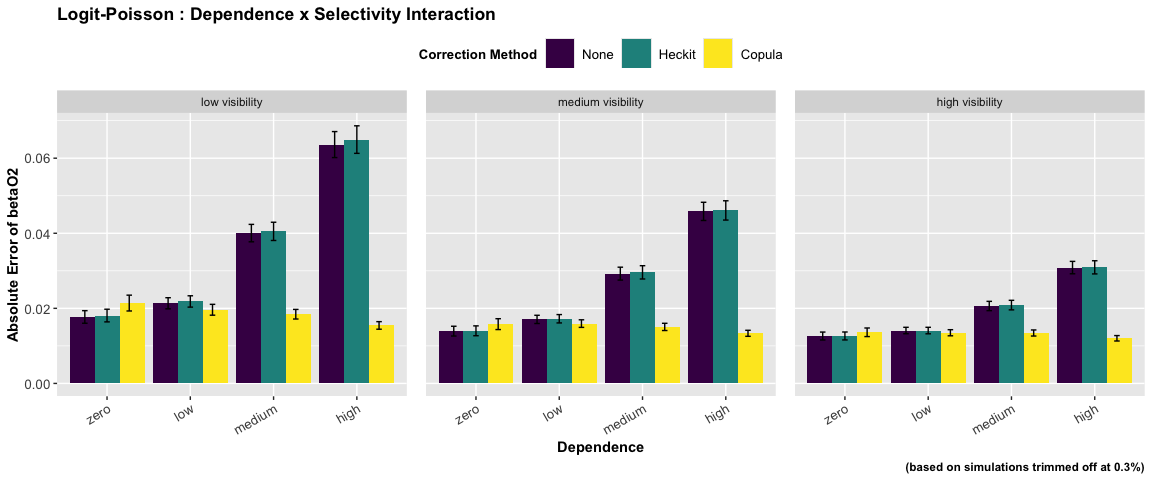 Logit-Poisson : Dependence x Selectivity Interaction
Correction Method None Heckit Copula
low visibility medium visibility high visibility
Absolute Error of betaO2
0.06
0.04
0.02
0.00
zero low medium high zero low medium high zero low medium high
Dependence
(based on simulations trimmed off at 0.3%)